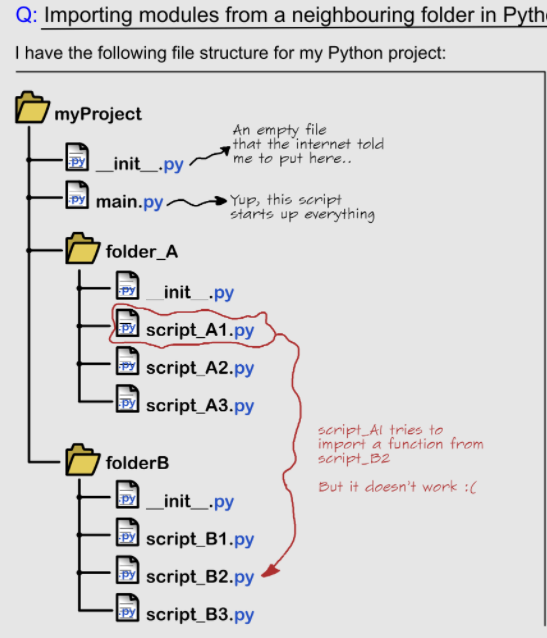 Q: Importing modules from a neighbouring folder in Pytho
I have the following file structure for my Python project:
myProject
__init__.py
An empty file
that the internet told
me to put here..
main.py
Yup, this script
starts up everything
folder_A
__init__.py
script_A1.py
script_A2.py
script_A3.py
script_A1 tries to
import a function from
script_B2
But it doesn't work :(
folderB
__init__.py
script_B1.py
script_B2.py
script_B3.py